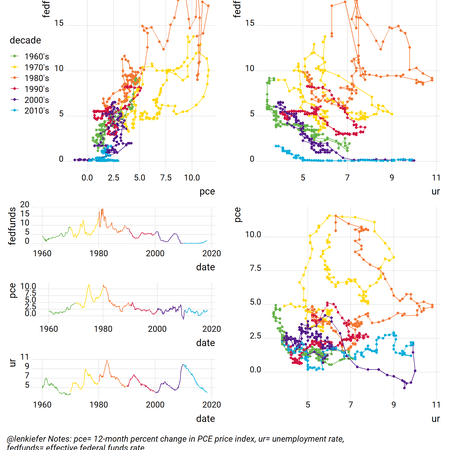 fedf
fedf
15
15
decade
1960's
1970's
1980's
1990's
2000's
2010's
10
10
5
5
0
0
0.0 2.5 5.0 7.5 10.0
5 7 9 11
pce
ur
fedfunds
20
15
10
5
0
1960 1980 2000 2020
date
pce
10.0
7.5
5.0
2.5
0.0
1960 1980 2000 2020
date
ur
11
9
7
5
1960 1980 2000 2020
date
pce
10.0
7.5
5.0
2.5
0.0
5 7 9 11
ur
@lenkiefer Notes: pce= 12-month percent change in PCE price index, ur= unemployment rate,
fedfunds= effective federal funds rate